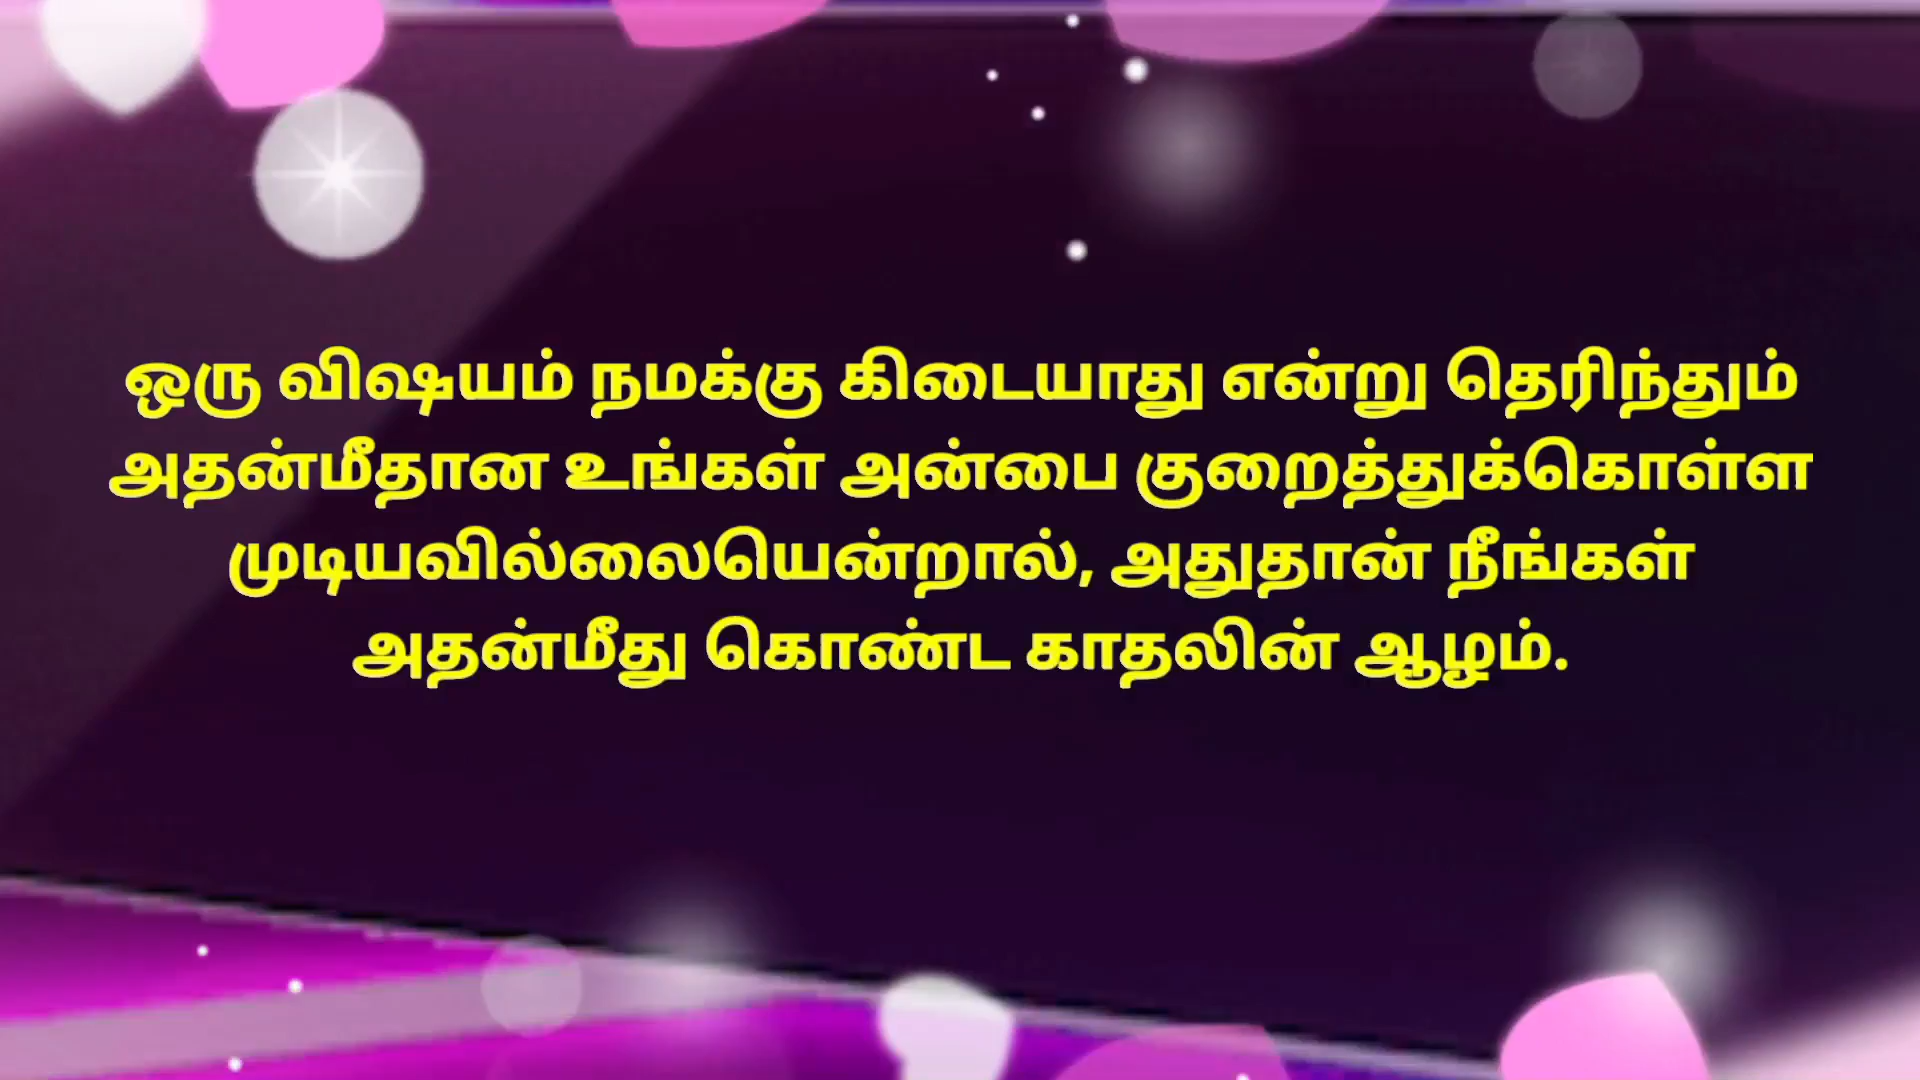 ஒரு விஷயம் நமக்கு கிடையாது என்று தெரிந்தும்
அதன்மீதான உங்கள் அன்பை குறைத்துக்கொள்ள
முடியவில்லையென்றால், அதுதான் நீங்கள்
அதன்மீது கொண்ட காதலின் ஆழம்.